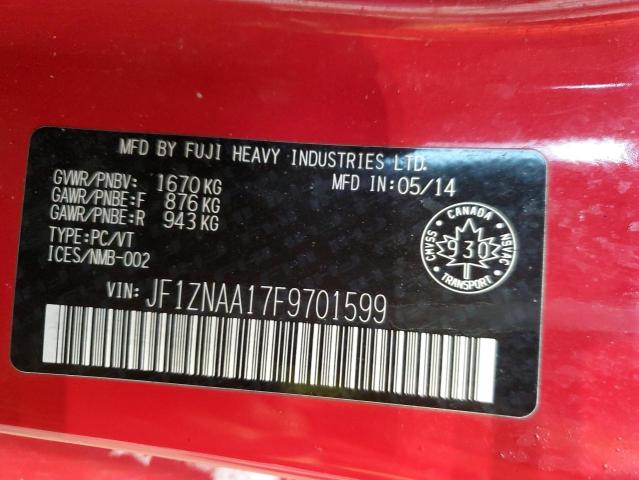 MFD BY FUJI HEAVY INDUSTRIES LTD.
GVWR/PNBV: 1670 KG
MFD IN: 05/14
GAWR/PNBE: F 876 KG
GAWR/PNBE: R 943 KG
TYPE: PC/VT
ICES/NMB-002
CANADA
CMVSS 930 NSVAC
TRANSPORT
VIN: JF1ZNAA17F9701599